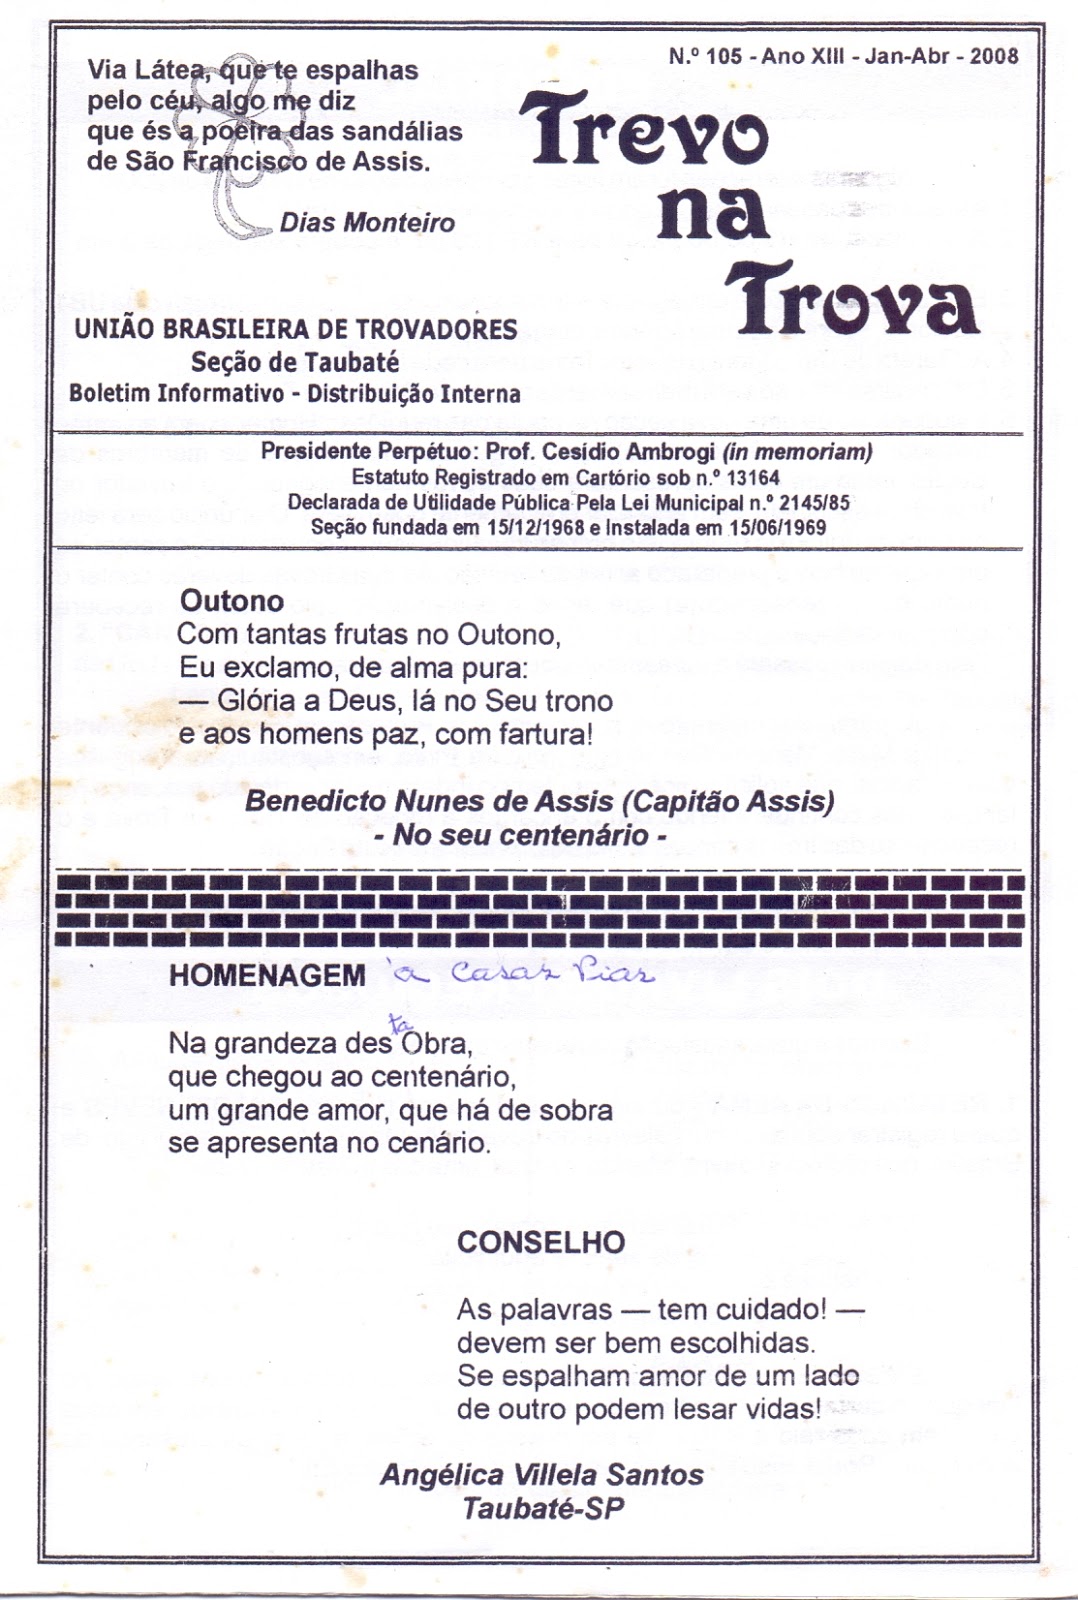 Via Látea, que te espalhas
pelo céu, algo me diz
que és a poeira das sandálias
de São Francisco de Assis.
Dias Monteiro
N.º 105 - Ano XIII - Jan-Abr - 2008
Trevo
na
Trova
UNIÃO BRASILEIRA DE TROVADORES
Seção de Taubaté
Boletim Informativo - Distribuição Interna
Presidente Perpétuo: Prof. Cesídio Ambrogi (in memoriam)
Estatuto Registrado em Cartório sob n.º 13164
Declarada de Utilidade Pública Pela Lei Municipal n.º 2145/85
Seção fundada em 15/12/1968 e Instalada em 15/06/1969
Outono
Com tantas frutas no Outono,
Eu exclamo, de alma pura:
— Glória a Deus, lá no Seu trono
e aos homens paz, com fartura!
Benedicto Nunes de Assis (Capitão Assis)
- No seu centenário -
HOMENAGEM à Casas Pias
Na grandeza desta Obra,
que chegou ao centenário,
um grande amor, que há de sobra
se apresenta no cenário.
CONSELHO
As palavras — tem cuidado! —
devem ser bem escolhidas.
Se espalham amor de um lado
de outro podem lesar vidas!
Angélica Villela Santos
Taubaté-SP